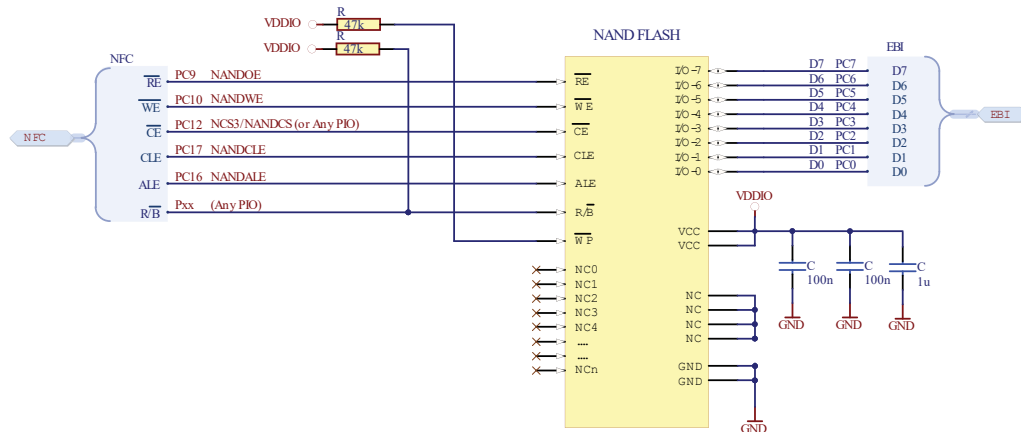 R
VDDIO 47k
R
VDDIO 47k
NFC
NFC
RE PC9 NANDOE
WE PC10 NANDWE
CE PC12 NCS3/NANDCS (or Any PIO)
CLE PC17 NANDCLE
ALE PC16 NANDALE
R/B Pxx (Any PIO)
NAND FLASH
RE
WE
CE
CLE
ALE
R/B
WP
NC0
NC1
NC2
NC3
NC4
....
....
NCn
I/O-7
I/O-6
I/O-5
I/O-4
I/O-3
I/O-2
I/O-1
I/O-0
VCC
VCC
NC
NC
NC
NC
GND
GND
EBI
D7 PC7 D7
D6 PC6 D6
D5 PC5 D5
D4 PC4 D4
D3 PC3 D3
D2 PC2 D2
D1 PC1 D1
D0 PC0 D0
EBI
VDDIO
C
100n
C
100n
C
1u
GND
GND
GND
GND